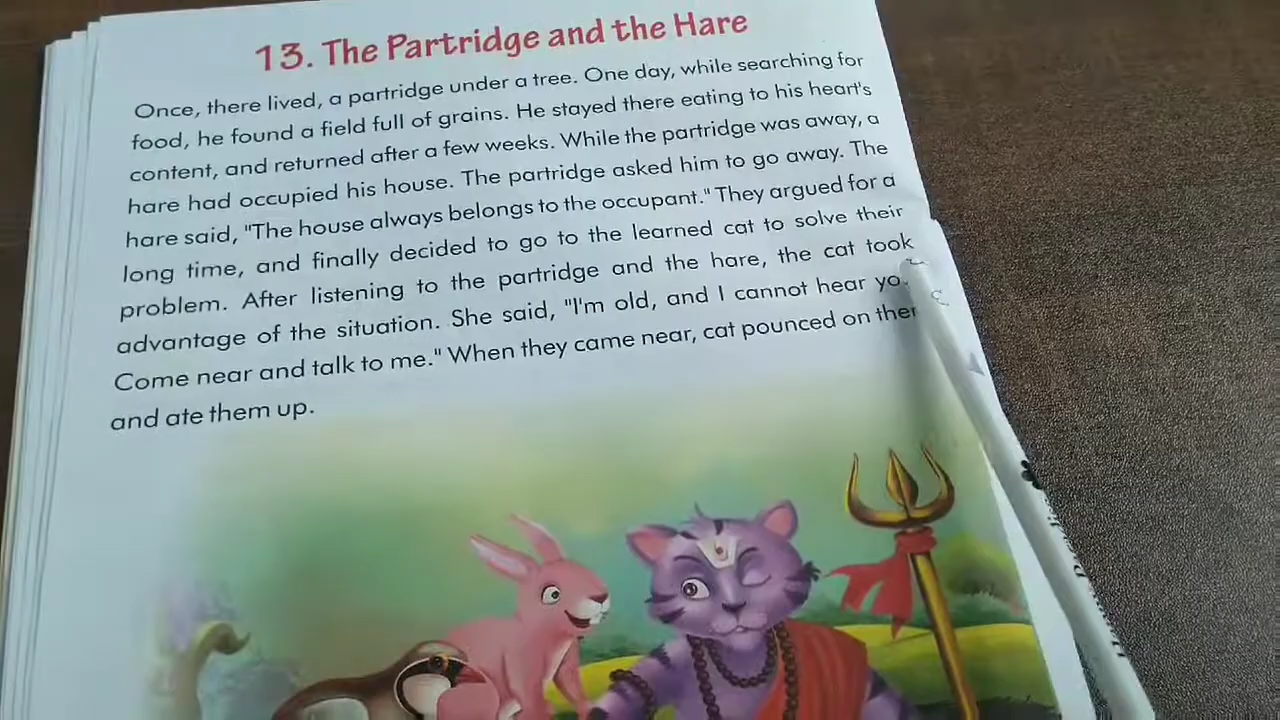 13. The Partridge and the Hare
Once, there lived, a partridge under a tree. One day, while searching for
food, he found a field full of grains. He stayed there eating to his heart's
content, and returned after a few weeks. While the partridge was away, a
hare had occupied his house. The partridge asked him to go away. The
hare said, "The house always belongs to the occupant." They argued for a
long time, and finally decided to go to the learned cat to solve their
problem. After listening to the partridge and the hare, the cat took
advantage of the situation. She said, "I'm old, and I cannot hear
Come near and talk to me." When they came near, cat pounced on
and ate them up.